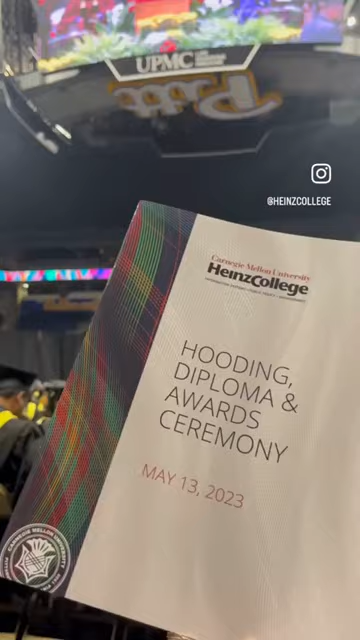 UPMC
Pitt
@HEINZCOLLEGE
Carnegie Mellon University
HeinzCollege
HOODING,
DIPLOMA &
AWARDS
CEREMONY
MAY 13, 2023
CARNEGIE MELLON UNIVERSITY